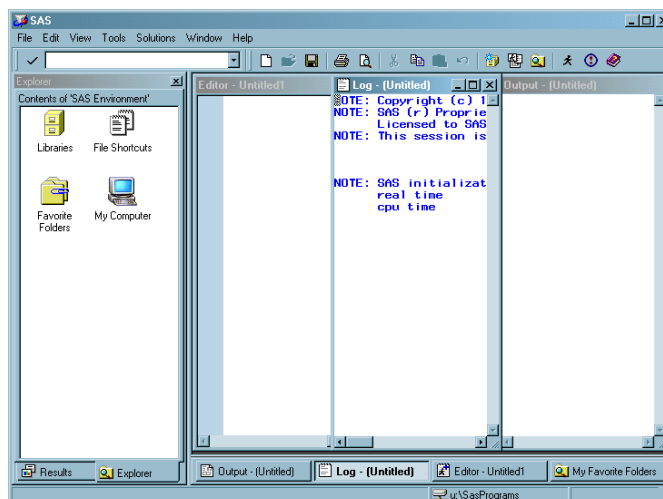 SAS
File Edit View Tools Solutions Window Help
Explorer
Contents of 'SAS Environment'
Libraries
File Shortcuts
Favorite Folders
My Computer
Editor - Untitled1
Log - (Untitled)
NOTE: Copyright (c) 1
NOTE: SAS (r) Proprie
Licensed to SAS
NOTE: This session is
NOTE: SAS initializat
real time
cpu time
Output - (Untitled)
Results
Explorer
Output - (Untitled)
Log - (Untitled)
Editor - Untitled1
My Favorite Folders
u:\SasPrograms